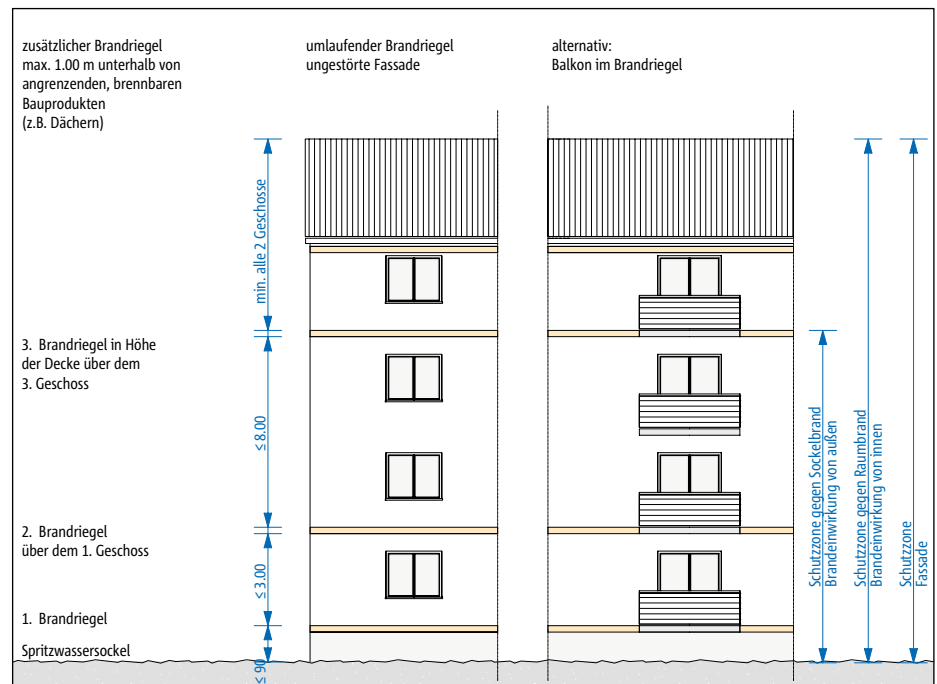 zusätzlicher Brandriegel
max. 1.00 m unterhalb von
angrenzenden, brennbaren
Bauprodukten
(z.B. Dächern)
umlaufender Brandriegel
ungestörte Fassade
alternativ:
Balkon im Brandriegel
min. alle 2 Geschosse
3. Brandriegel in Höhe
der Decke über dem
3. Geschoss
≤ 8.00
2. Brandriegel
über dem 1. Geschoss
≤ 3.00
1. Brandriegel
Spritzwassersockel
≤ 90
Schutzzone gegen Sockelbrand
Brandeinwirkung von außen
Schutzzone gegen Raumbrand
Brandeinwirkung von innen
Schutzzone
Fassade